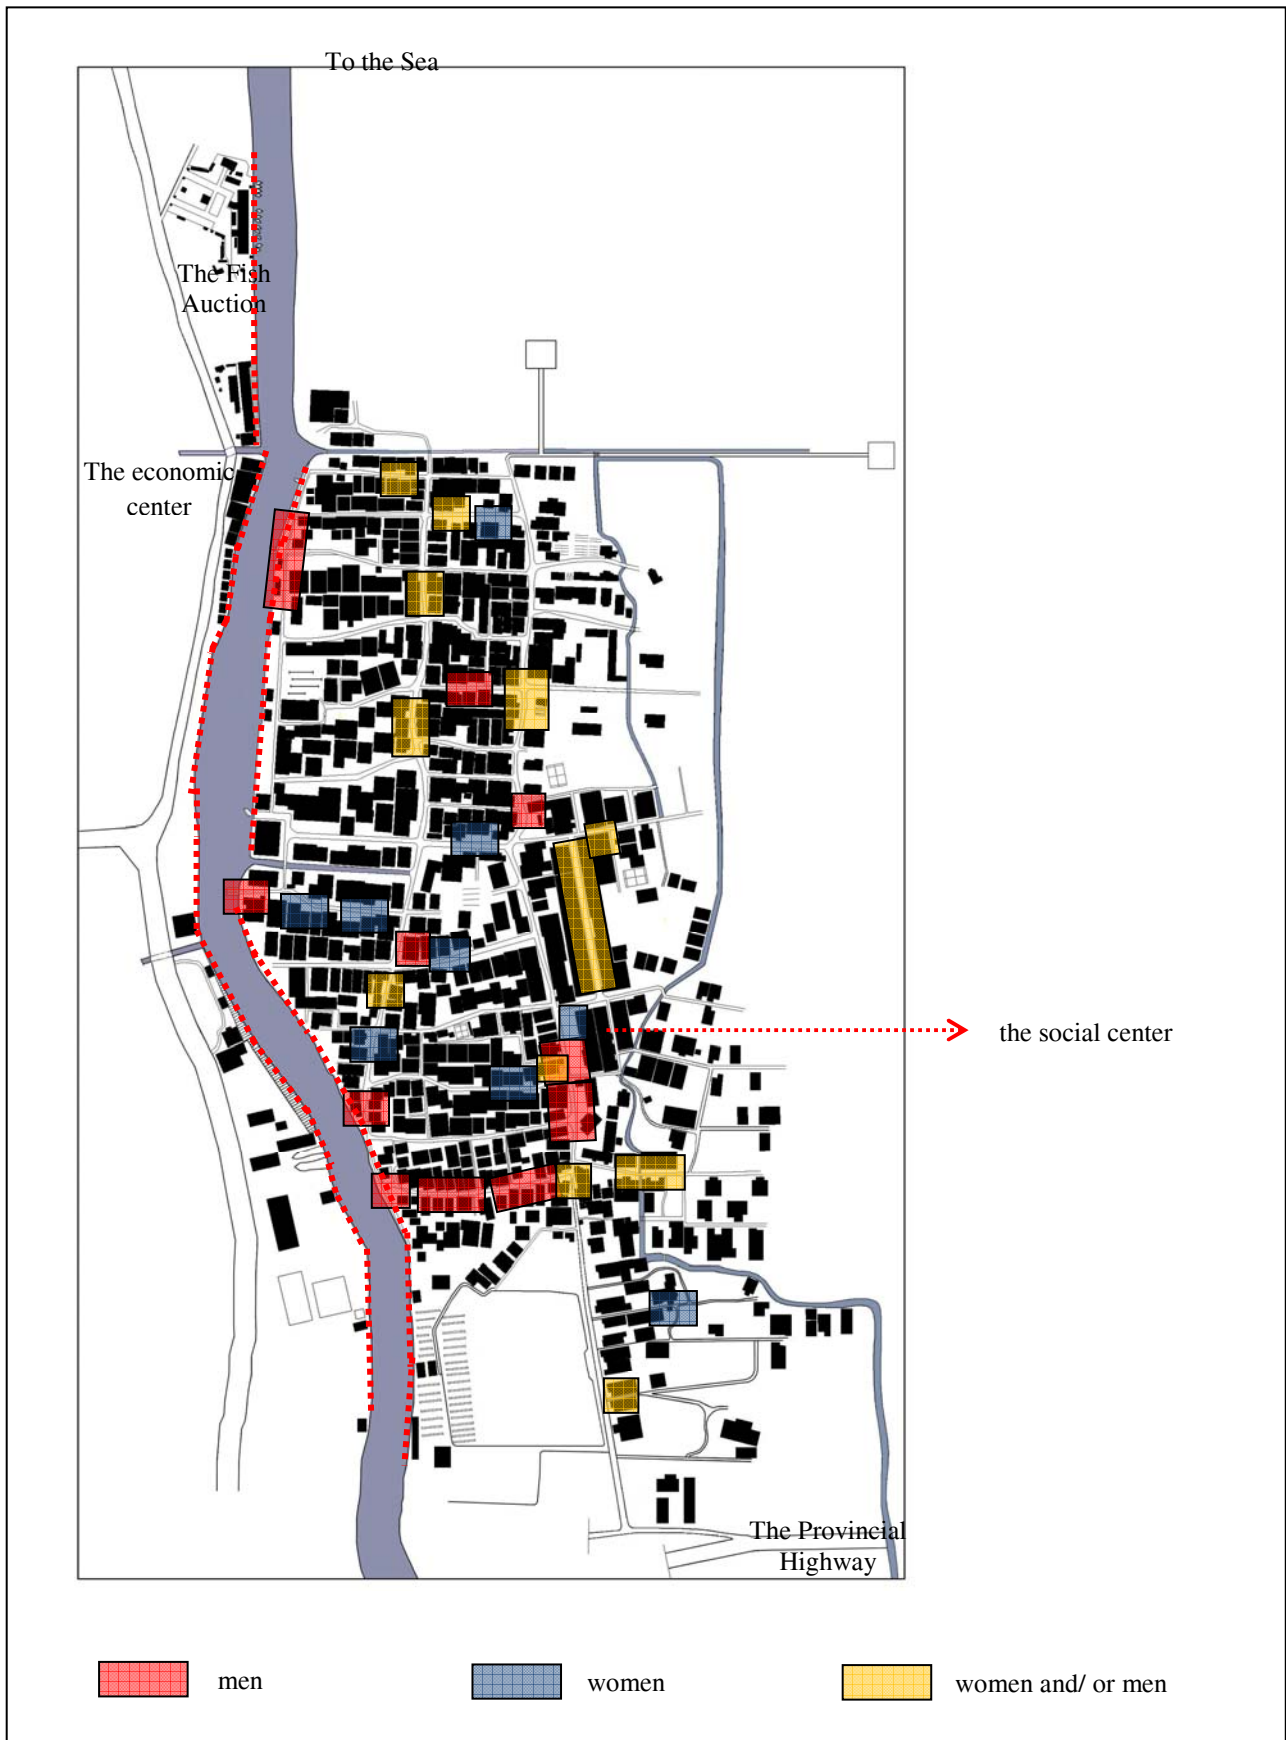 To the Sea
The Fish
Auction
The economic
center
the social center
The Provincial
Highway
men
women
women and/ or men